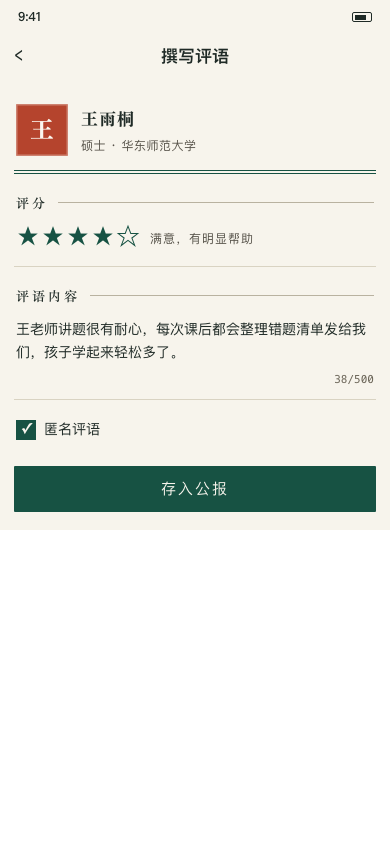 9:41
撰写评语
王
王雨桐
硕士 · 华东师范大学
评分
满意，有明显帮助
评语内容
王老师讲题很有耐心，每次课后都会整理错题清单发给我
们，孩子学起来轻松多了。
38/500
匿名评语
存入公报